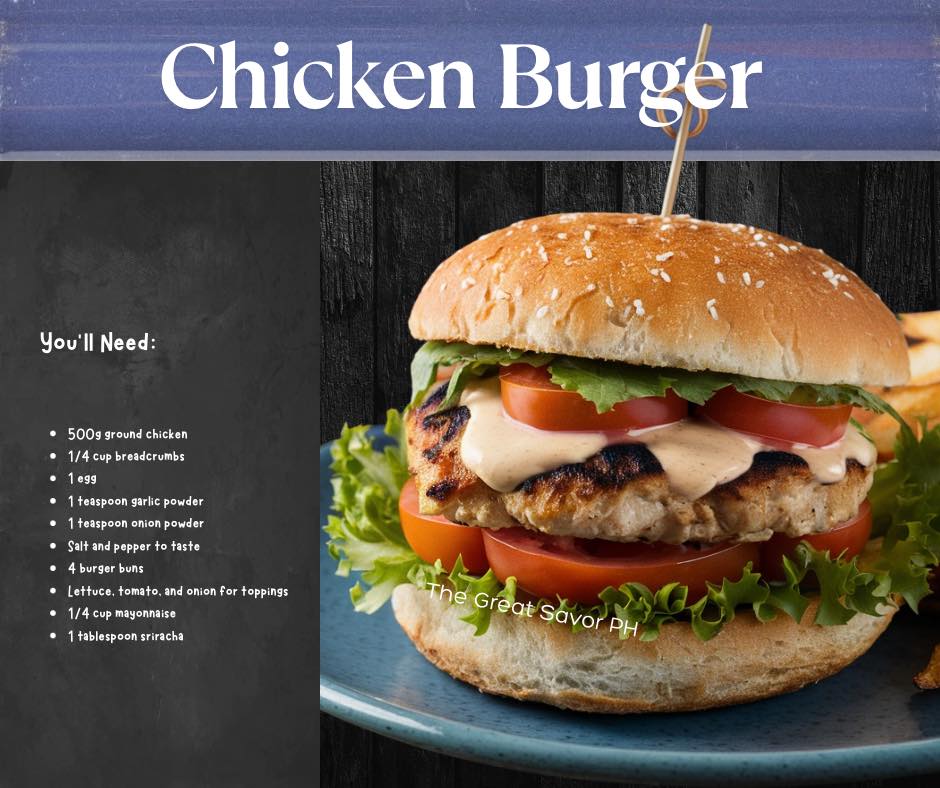 Chicken Burger
You'll Need:
500g ground chicken
1/4 cup breadcrumbs
1 egg
1 teaspoon garlic powder
1 teaspoon onion powder
Salt and pepper to taste
4 burger buns
Lettuce, tomato, and onion for toppings
1/4 cup mayonnaise
1 tablespoon sriracha
The Great Savor PH